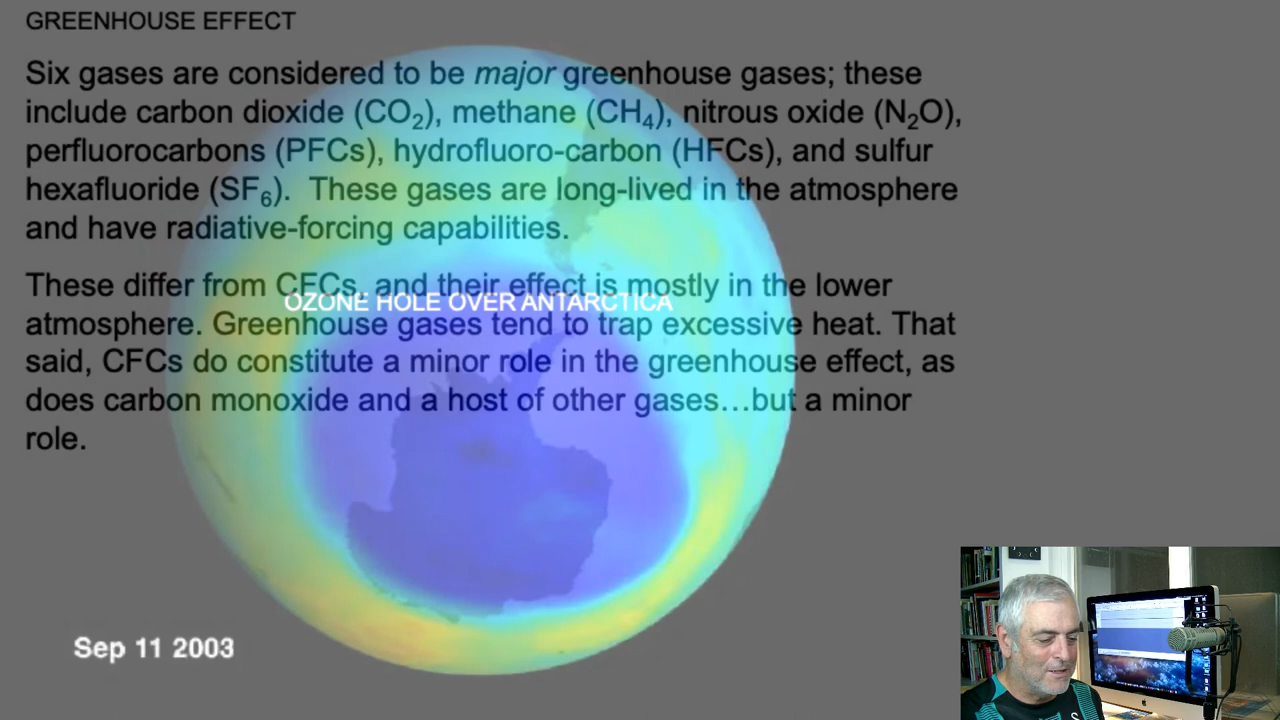 GREENHOUSE EFFECT
Six gases are considered to be major greenhouse gases; these
include carbon dioxide (CO₂), methane (CH₄), nitrous oxide (N₂O),
perfluorocarbons (PFCs), hydrofluoro-carbon (HFCs), and sulfur
hexafluoride (SF₆). These gases are long-lived in the atmosphere
and have radiative-forcing capabilities.
These differ from CFCs, and their effect is mostly in the lower
OZONE HOLE OVER ANTARCTICA
atmosphere. Greenhouse gases tend to trap excessive heat. That
said, CFCs do constitute a minor role in the greenhouse effect, as
does carbon monoxide and a host of other gases…but a minor
role.
Sep 11 2003